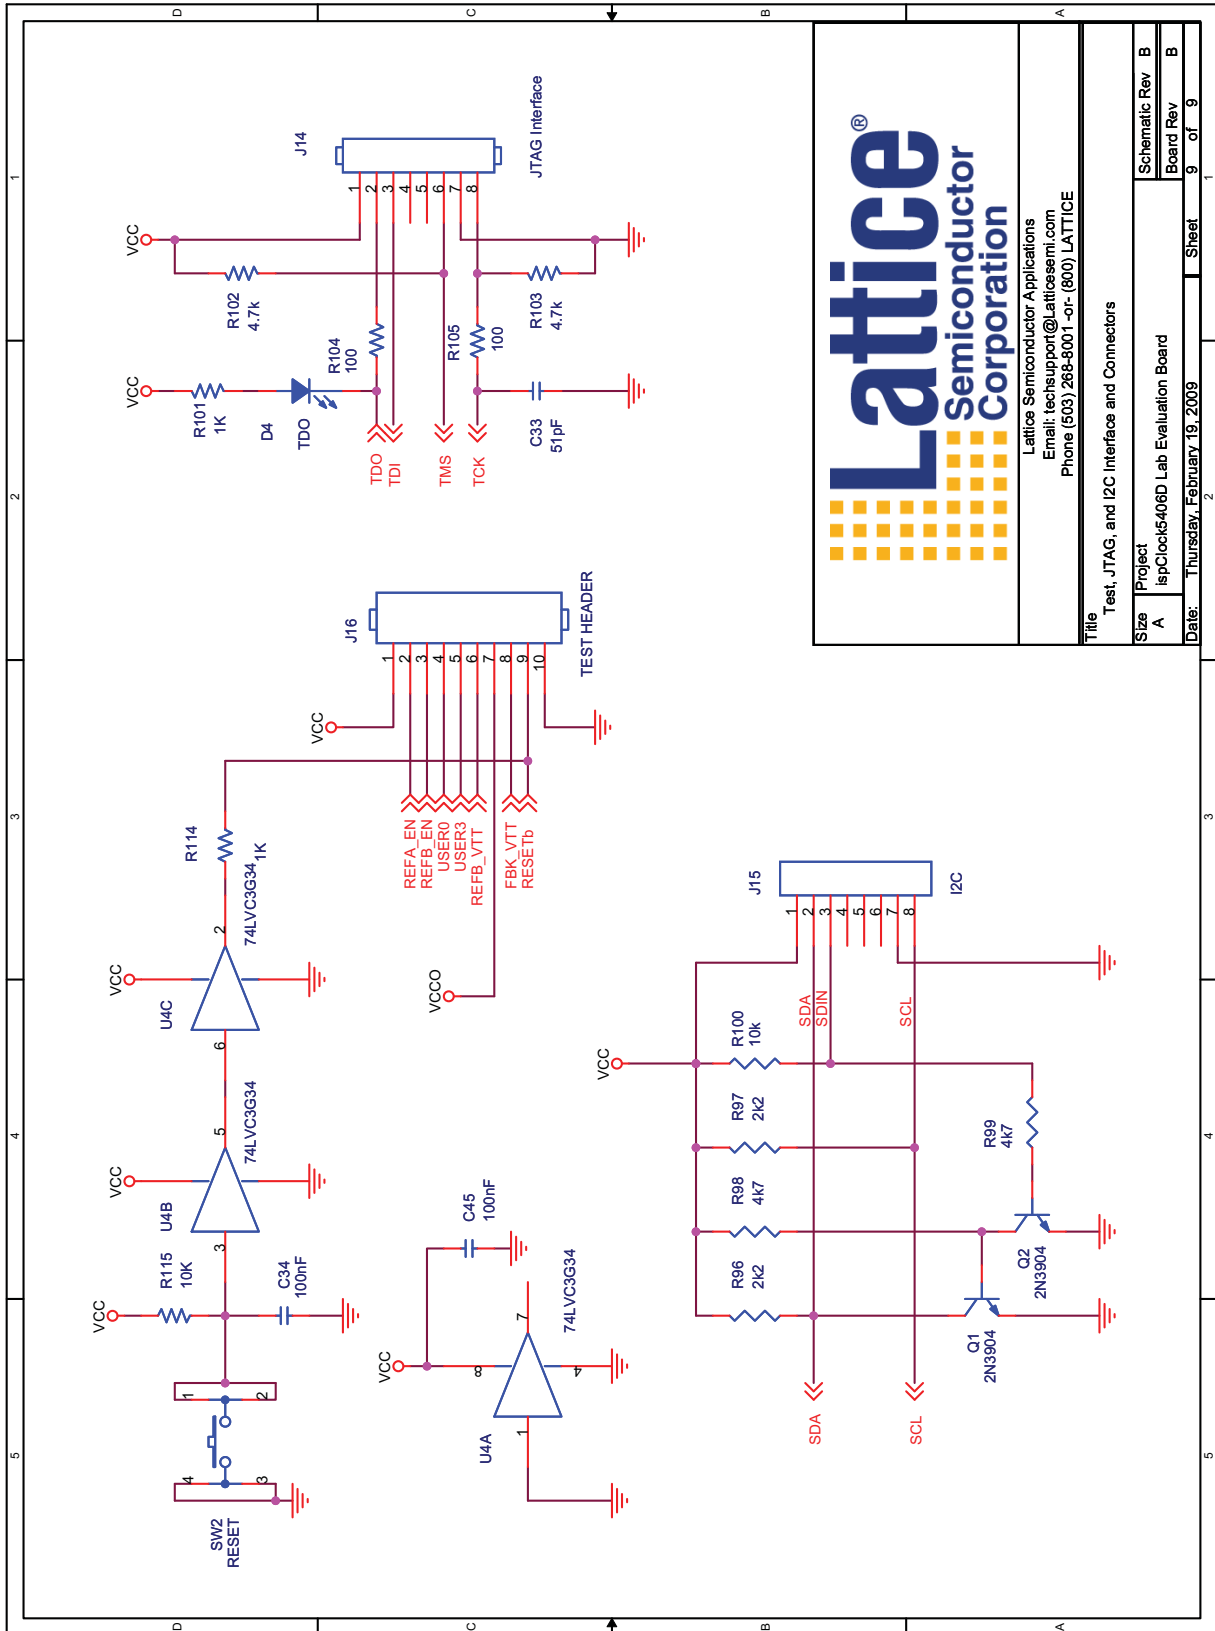 5
4
3
2
1
D
C
B
A
D
C
B
A
5
4
3
2
1
SW2
RESET
4
3
1
2
VCC
R115
10K
C34
100nF
3
U4B
VCC
5
74LVC3G34
6
U4C
VCC
2
74LVC3G34
R114
1K
U4A
1
VCC
8
4
7
74LVC3G34
C45
100nF
VCCO
VCC
REFA_EN
REFB_EN
USER0
USER3
REFB_VTT
FBK_VTT
RESETb
J16
1
2
3
4
5
6
7
8
9
10
TEST HEADER
VCC
R101
1K
D4
TDO
VCC
R102
4.7k
R104
100
TDO
TDI
TMS
TCK
R105
100
C33
51pF
R103
4.7k
J14
1
2
3
4
5
6
7
8
JTAG Interface
VCC
R96
2k2
R98
4k7
R97
2k2
R100
10k
SDA
SCL
Q1
2N3904
Q2
2N3904
R99
4k7
SDA
SDIN
SCL
J15
1
2
3
4
5
6
7
8
I2C
Lattice®
Semiconductor
Corporation
Lattice Semiconductor Applications
Email: techsupport@Latticesemi.com
Phone (503) 268-8001 -or- (800) LATTICE
Title
Test, JTAG, and I2C Interface and Connectors
Size
A
Project
ispClock5406D Lab Evaluation Board
Schematic Rev B
Board Rev B
Date: Thursday, February 19, 2009
Sheet 9 of 9